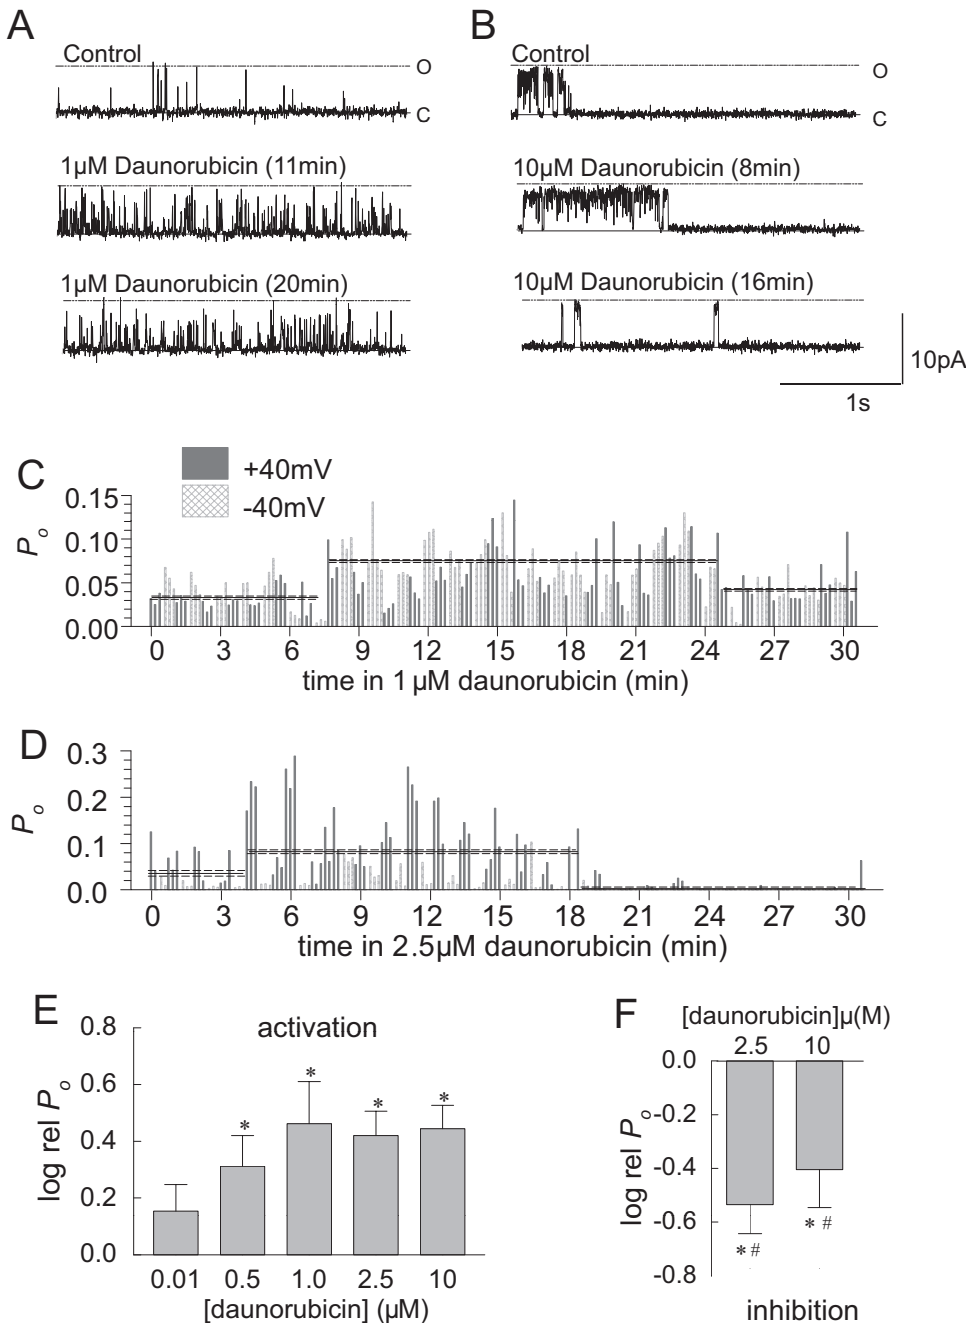 A
B
Control
Control
O
C
O
C
1µM Daunorubicin (11min)
10µM Daunorubicin (8min)
1µM Daunorubicin (20min)
10µM Daunorubicin (16min)
10pA
1s
C
+40mV
-40mV
0.15
0.10
0.05
0.00
Po
0 3 6 9 12 15 18 21 24 27 30
time in 1µM daunorubicin (min)
D
0.3
0.2
0.1
0.0
Po
0 3 6 9 12 15 18 21 24 27 30
time in 2.5µM daunorubicin (min)
E
activation
0.8
0.6
0.4
0.2
0.0
log rel Po
* * * *
0.01 0.5 1.0 2.5 10
[daunorubicin] (µM)
F
[daunorubicin]µ(M)
2.5 10
0.0
-0.2
-0.4
-0.6
-0.8
log rel Po
*# *#
inhibition